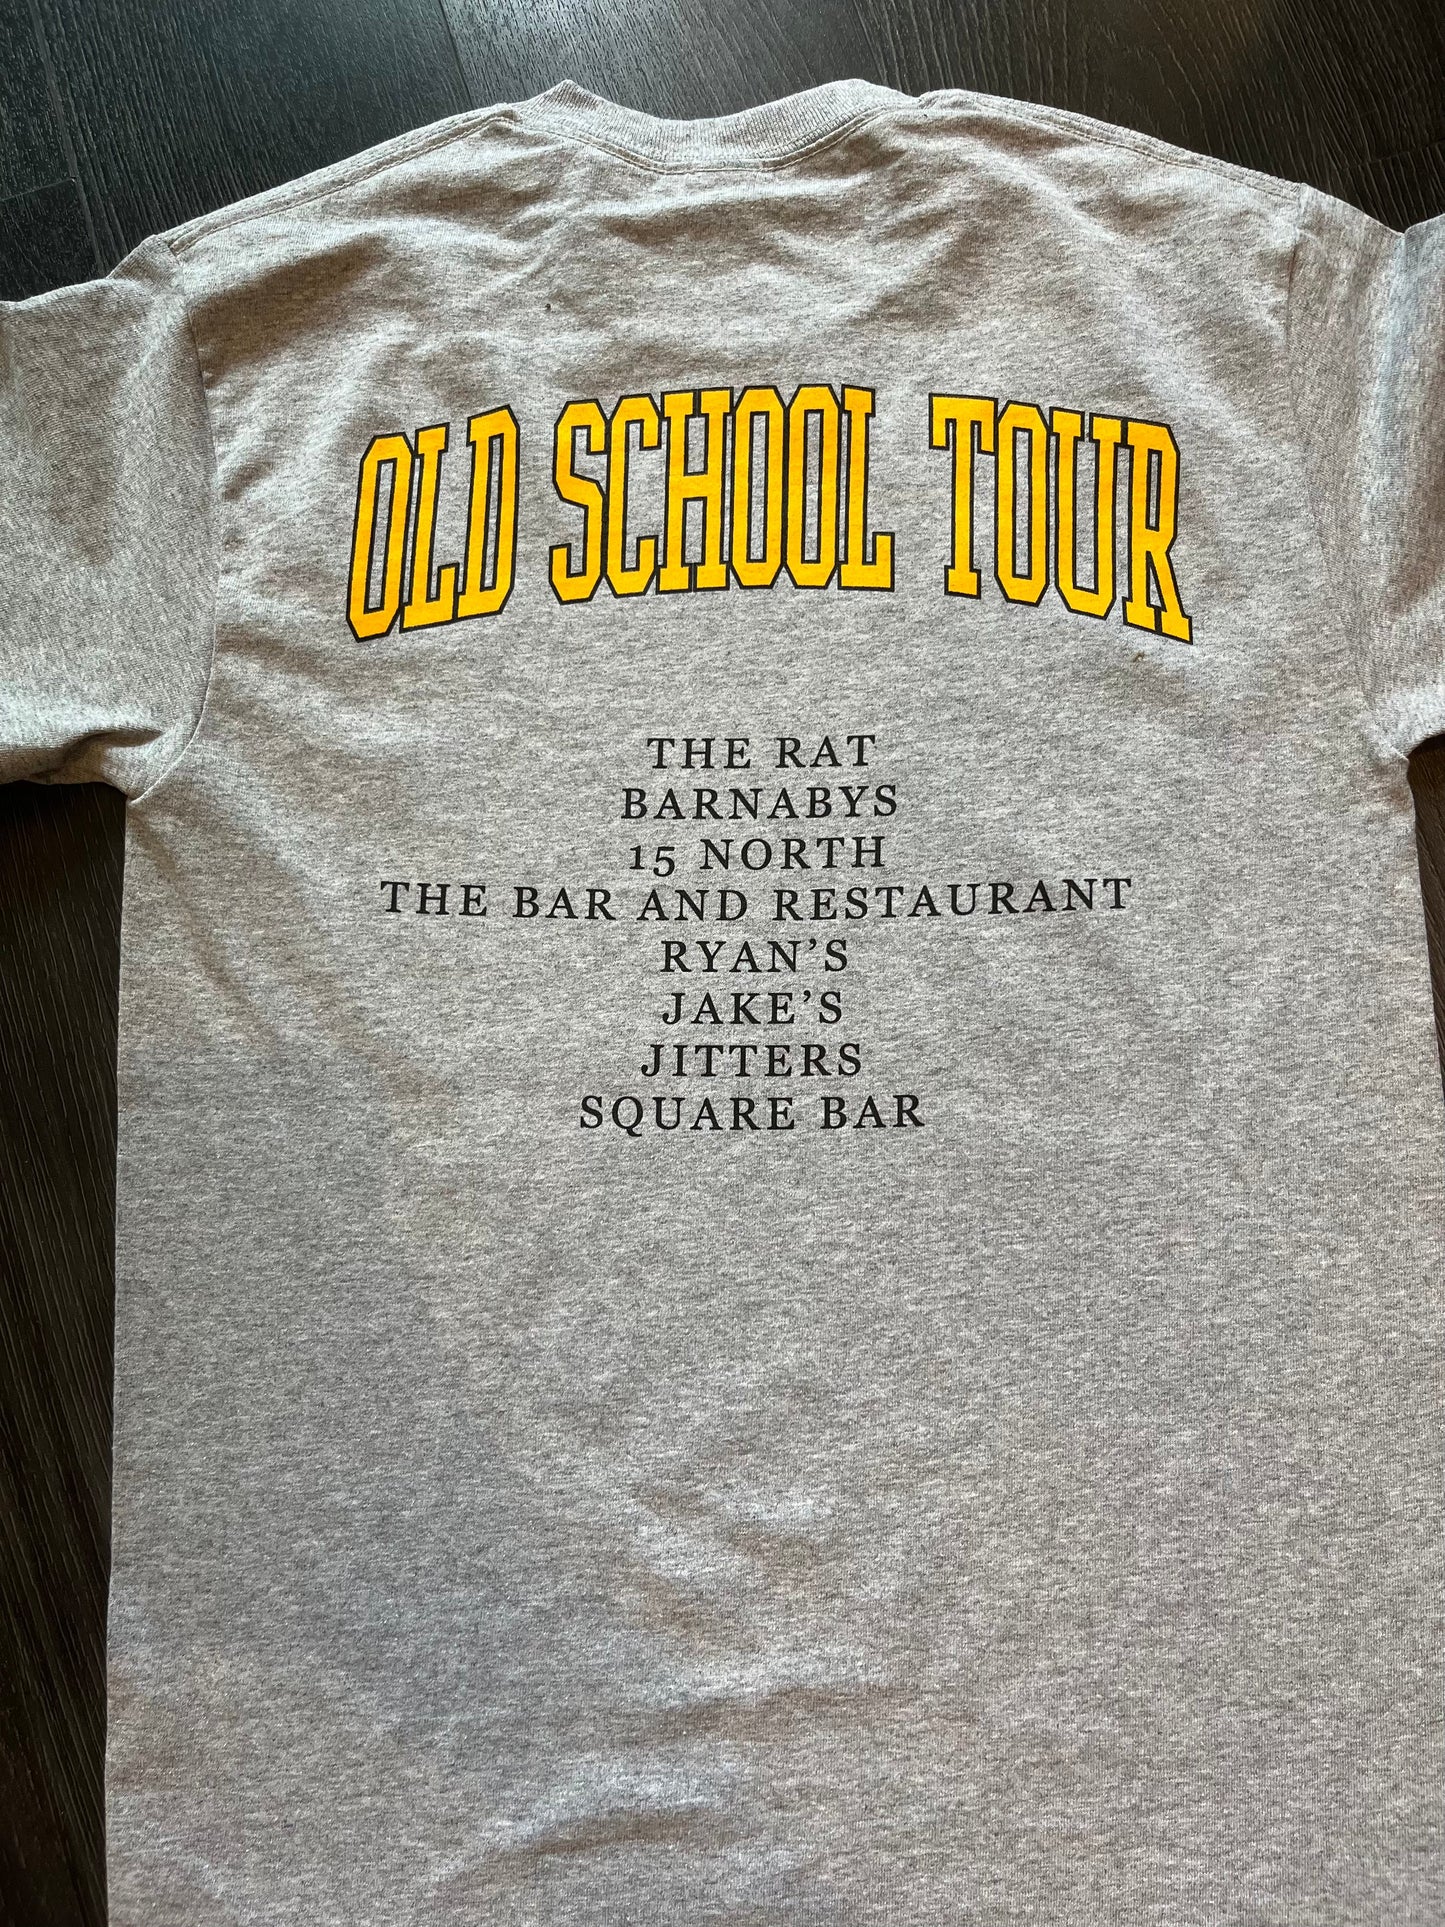 OLD SCHOOL TOUR
THE RAT
BARNABYS
15 NORTH
THE BAR AND RESTAURANT
RYAN’S
JAKE’S
JITTERS
SQUARE BAR